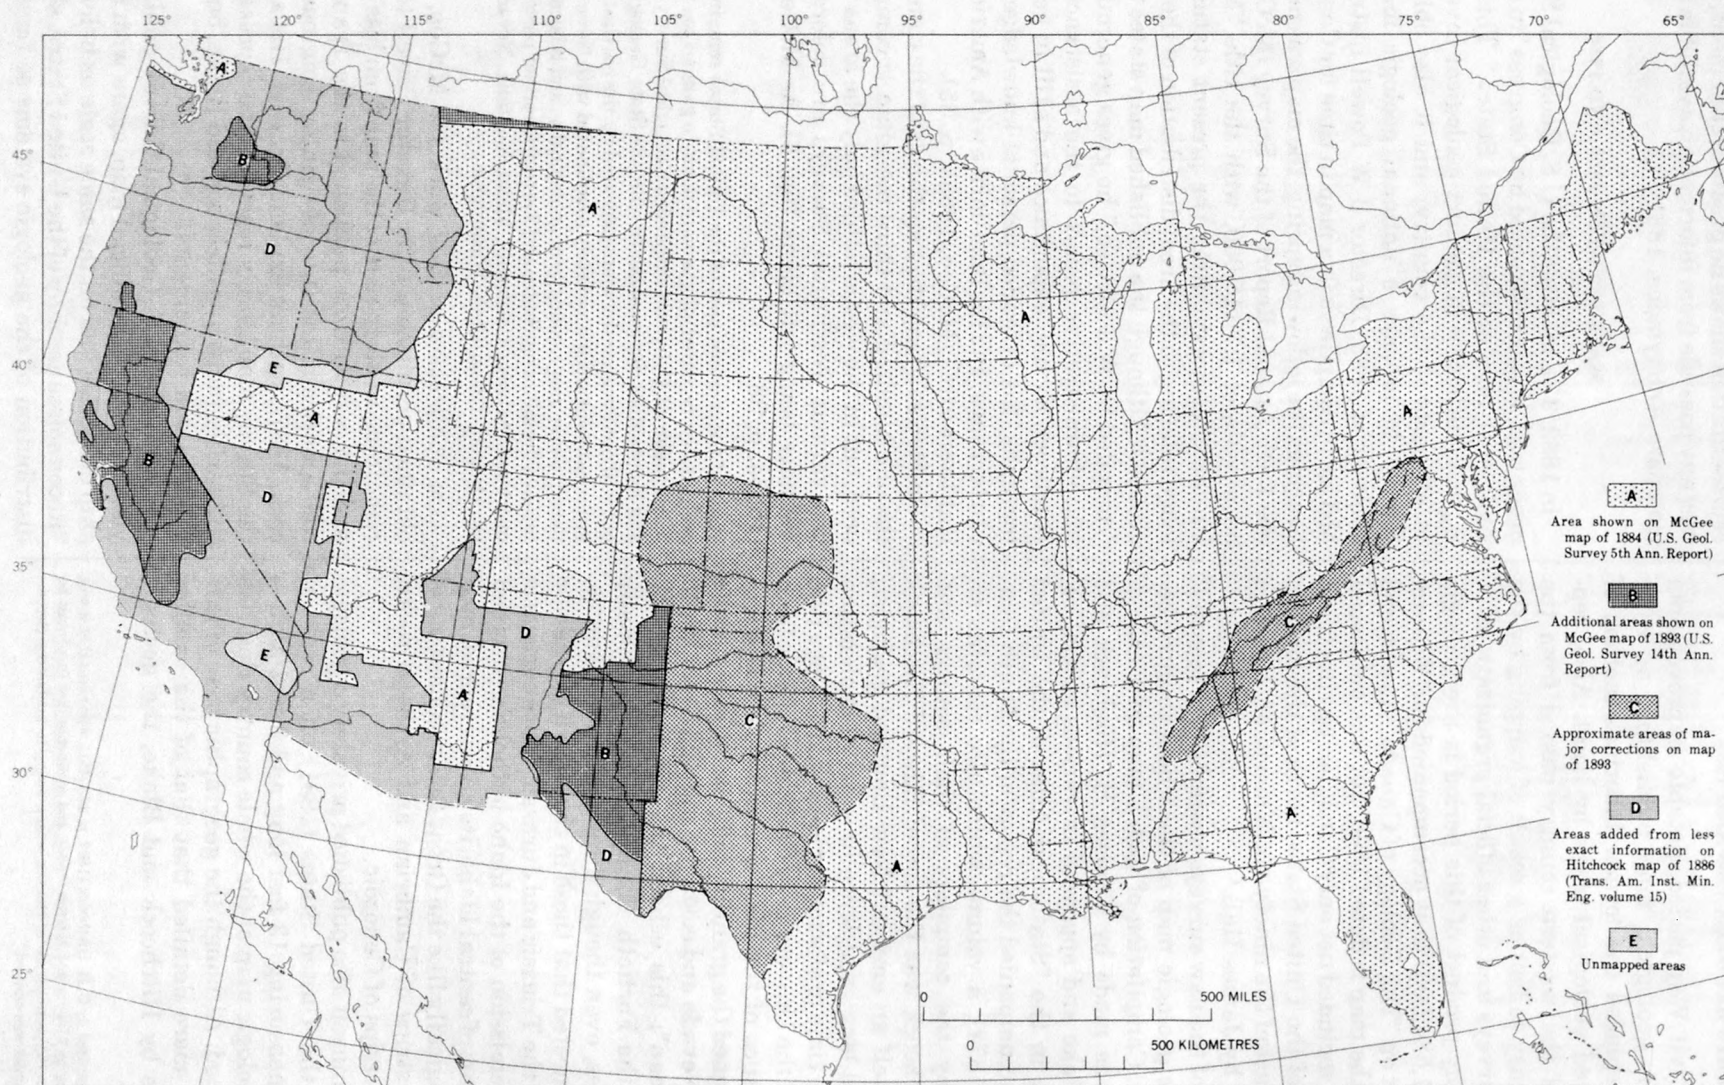 125° 120° 115° 110° 105° 100° 95° 90° 85° 80° 75° 70° 65°
45°
40°
35°
30°
25°
A
B
A
D
A
E
A
A
B
D
C
D
E
A
C
B
A
D
A
A
Area shown on McGee
map of 1884 (U.S. Geol.
Survey 5th Ann. Report)
B
Additional areas shown on
McGee map of 1893 (U.S.
Geol. Survey 14th Ann.
Report)
C
Approximate areas of ma-
jor corrections on map
of 1893
D
Areas added from less
exact information on
Hitchcock map of 1886
(Trans. Am. Inst. Min.
Eng. volume 15)
E
Unmapped areas
0 500 MILES
0 500 KILOMETRES